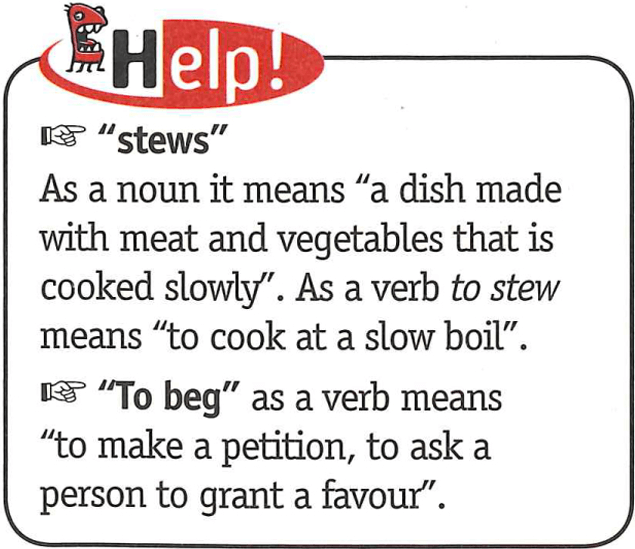 Help!
☞ “stews”
As a noun it means “a dish made
with meat and vegetables that is
cooked slowly”. As a verb to stew
means “to cook at a slow boil”.
☞ “To beg” as a verb means
“to make a petition, to ask a
person to grant a favour”.